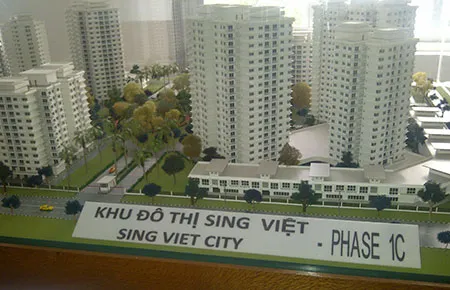 KHU ĐÔ THỊ SING VIỆT
SING VIET CITY - PHASE 1C